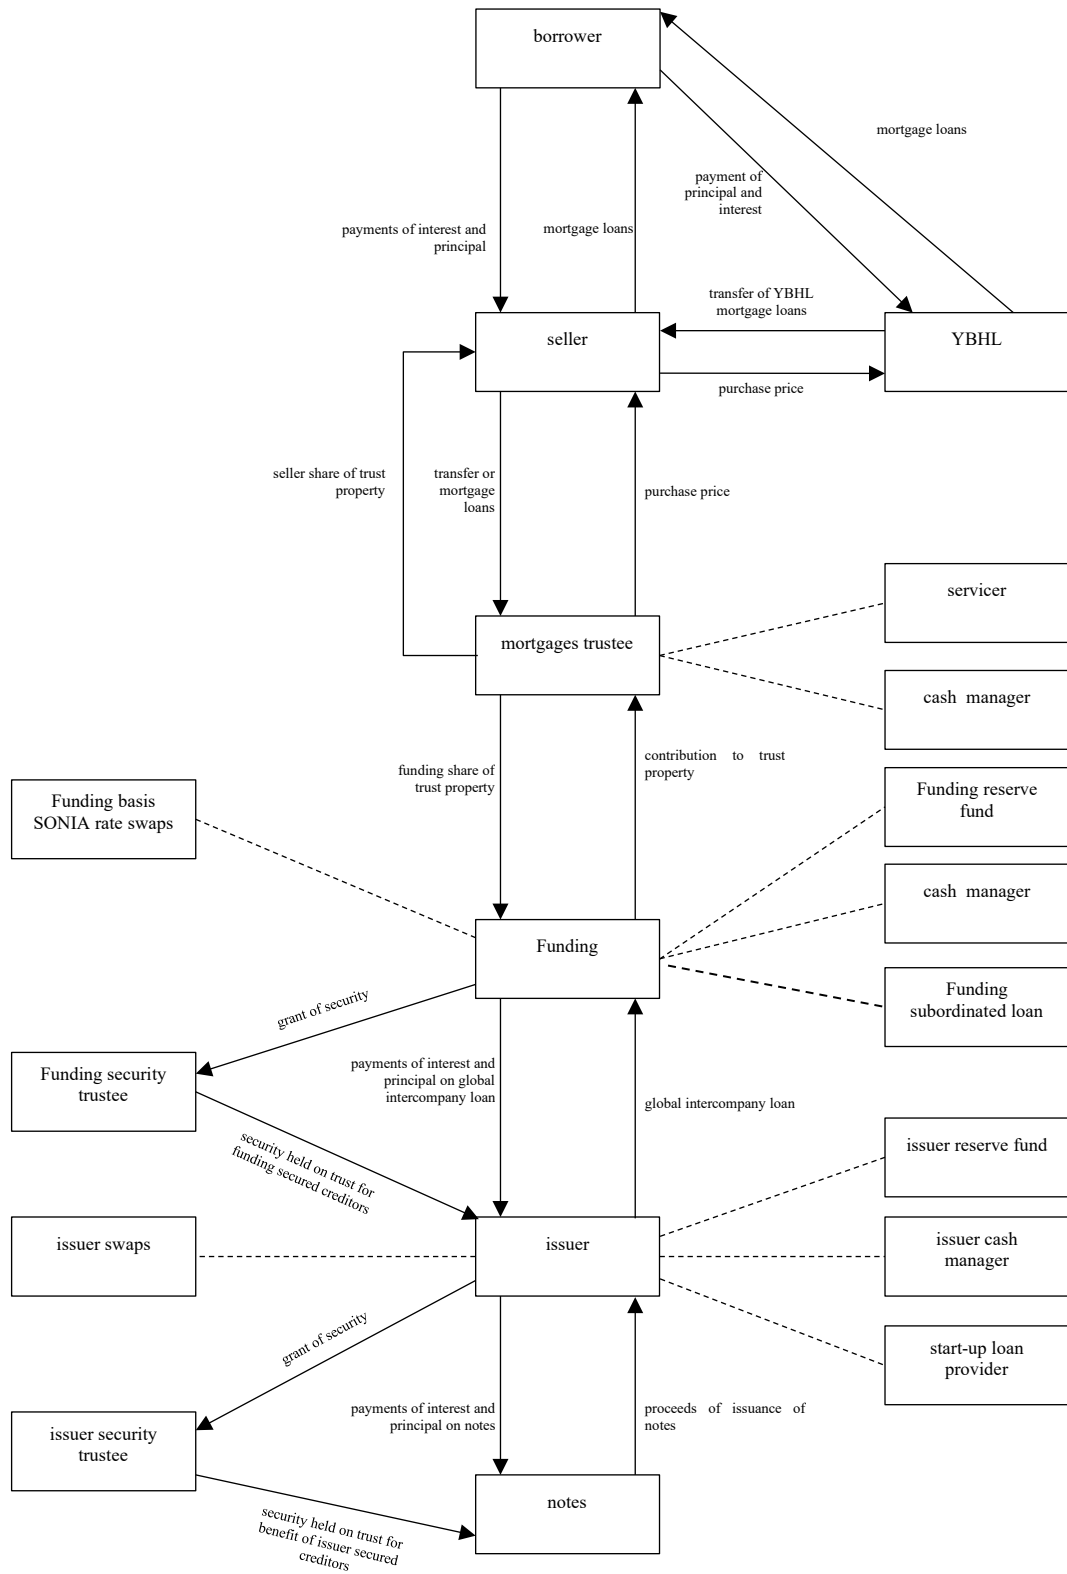 borrower
mortgage loans
payment of
principal and
interest
payments of interest and
principal
mortgage loans
transfer of YBHL
mortgage loans
seller
YBHL
purchase price
seller share of trust
property
transfer or
mortgage
loans
purchase price
servicer
mortgages trustee
cash manager
funding share of
trust property
contribution to trust
property
Funding basis
SONIA rate swaps
Funding reserve
fund
cash manager
Funding
Funding
subordinated loan
grant of security
Funding security
trustee
payments of interest and
principal on global
intercompany loan
global intercompany loan
security held on trust for
funding secured creditors
issuer reserve fund
issuer swaps
issuer
issuer cash
manager
grant of security
start-up loan
provider
payments of interest and
principal on notes
proceeds of issuance of
notes
issuer security
trustee
notes
security held on trust for
benefit of issuer secured
creditors